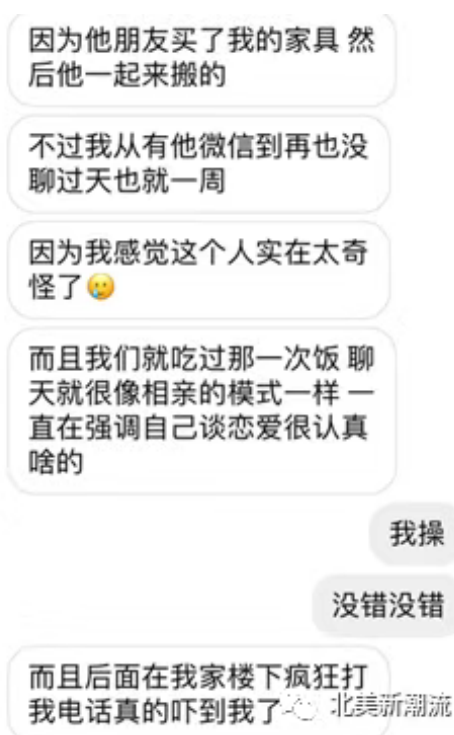 因为他朋友买了我的家具 然
后他一起来搬的
不过我从有他微信到再也没
聊过天也就一周
因为我感觉这个人实在太奇
怪了🥲
而且我们就吃过那一次饭 聊
天就很像相亲的模式一样 一
直在强调自己谈恋爱很认真
啥的
我操
没错没错
而且后面在我家楼下疯狂打
我电话真的吓到我了
北美新潮流